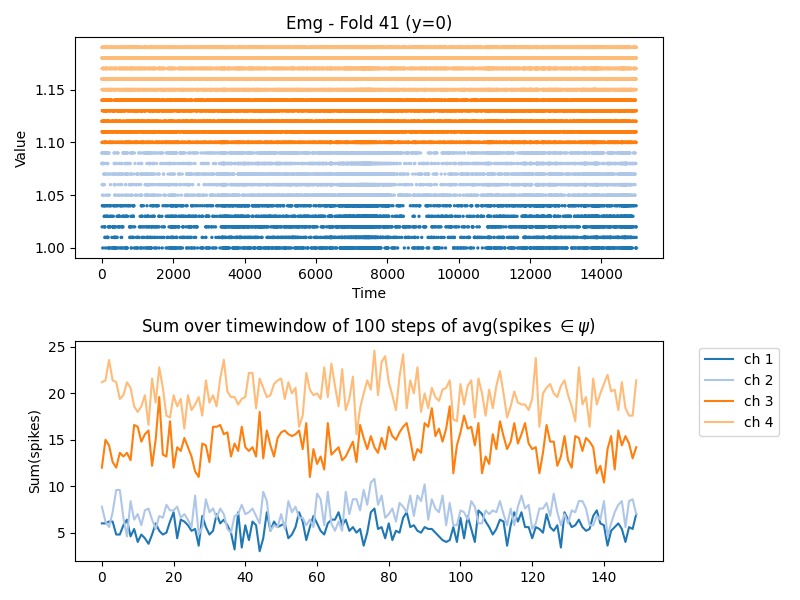 Emg - Fold 41 (y=0)
Value
1.15
1.10
1.05
1.00
0 2000 4000 6000 8000 10000 12000 14000
Time
Sum over timewindow of 100 steps of avg(spikes ∈ ψ)
Sum(spikes)
25
20
15
10
5
0 20 40 60 80 100 120 140
ch 1
ch 2
ch 3
ch 4